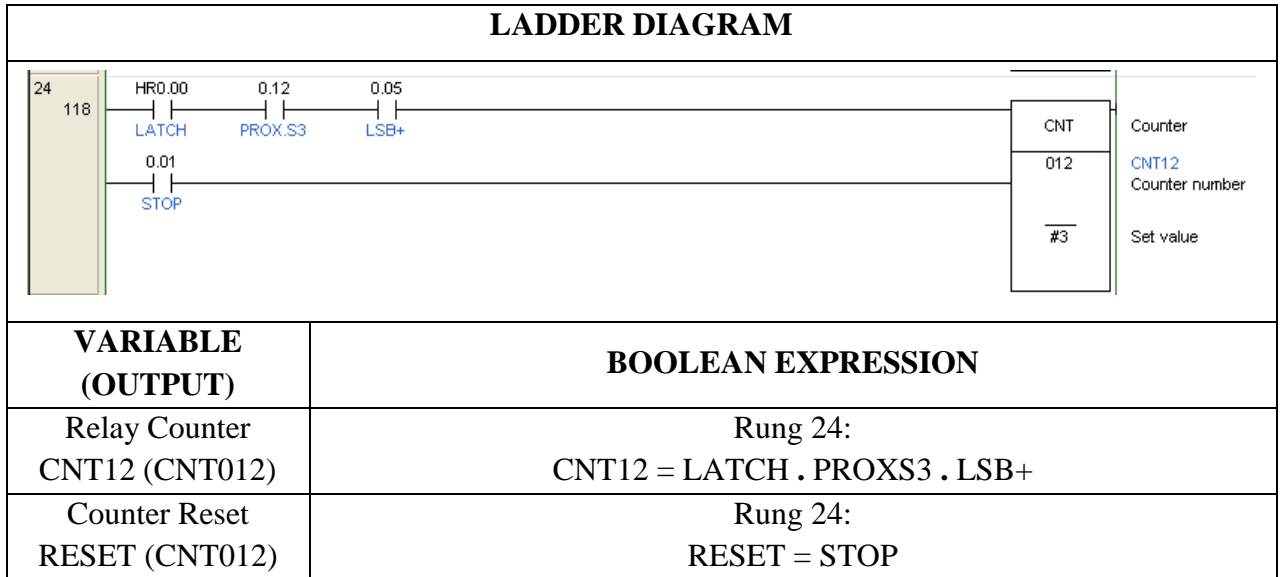 LADDER DIAGRAM
24
118
HR0.00 0.12 0.05
LATCH PROX.S3 LSB+
0.01
STOP
CNT Counter
012 CNT12
Counter number
#3 Set value
VARIABLE
(OUTPUT)
BOOLEAN EXPRESSION
Relay Counter
CNT12 (CNT012)
Rung 24:
CNT12 = LATCH . PROXS3 . LSB+
Counter Reset
RESET (CNT012)
Rung 24:
RESET = STOP